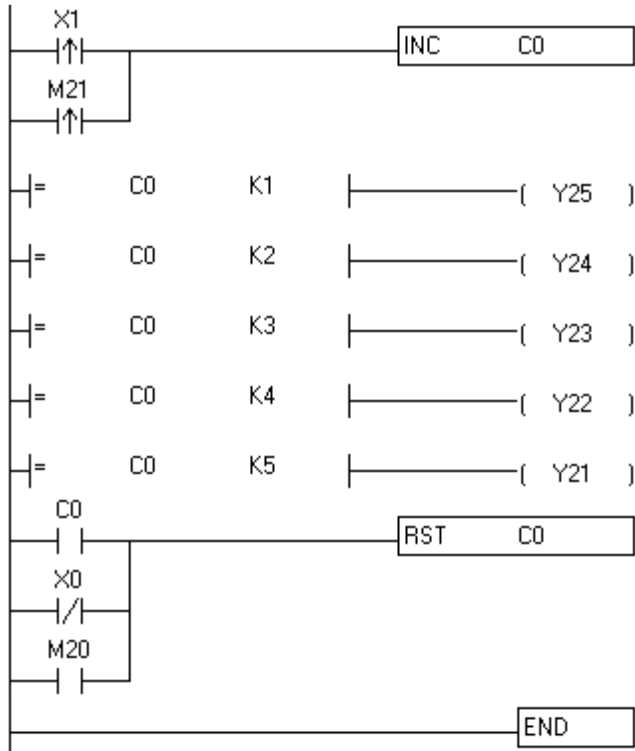 X1
INC C0
M21
= C0 K1 Y25
= C0 K2 Y24
= C0 K3 Y23
= C0 K4 Y22
= C0 K5 Y21
C0
RST C0
X0
M20
END